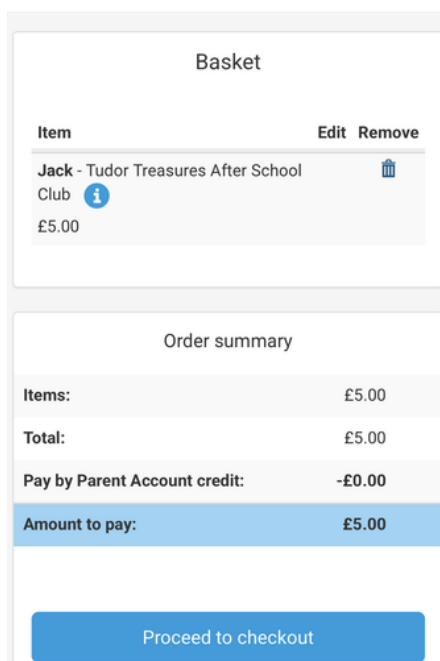 Basket
Item Edit Remove
Jack - Tudor Treasures After School
Club i
£5.00
Order summary
Items: £5.00
Total: £5.00
Pay by Parent Account credit: -£0.00
Amount to pay: £5.00
Proceed to checkout